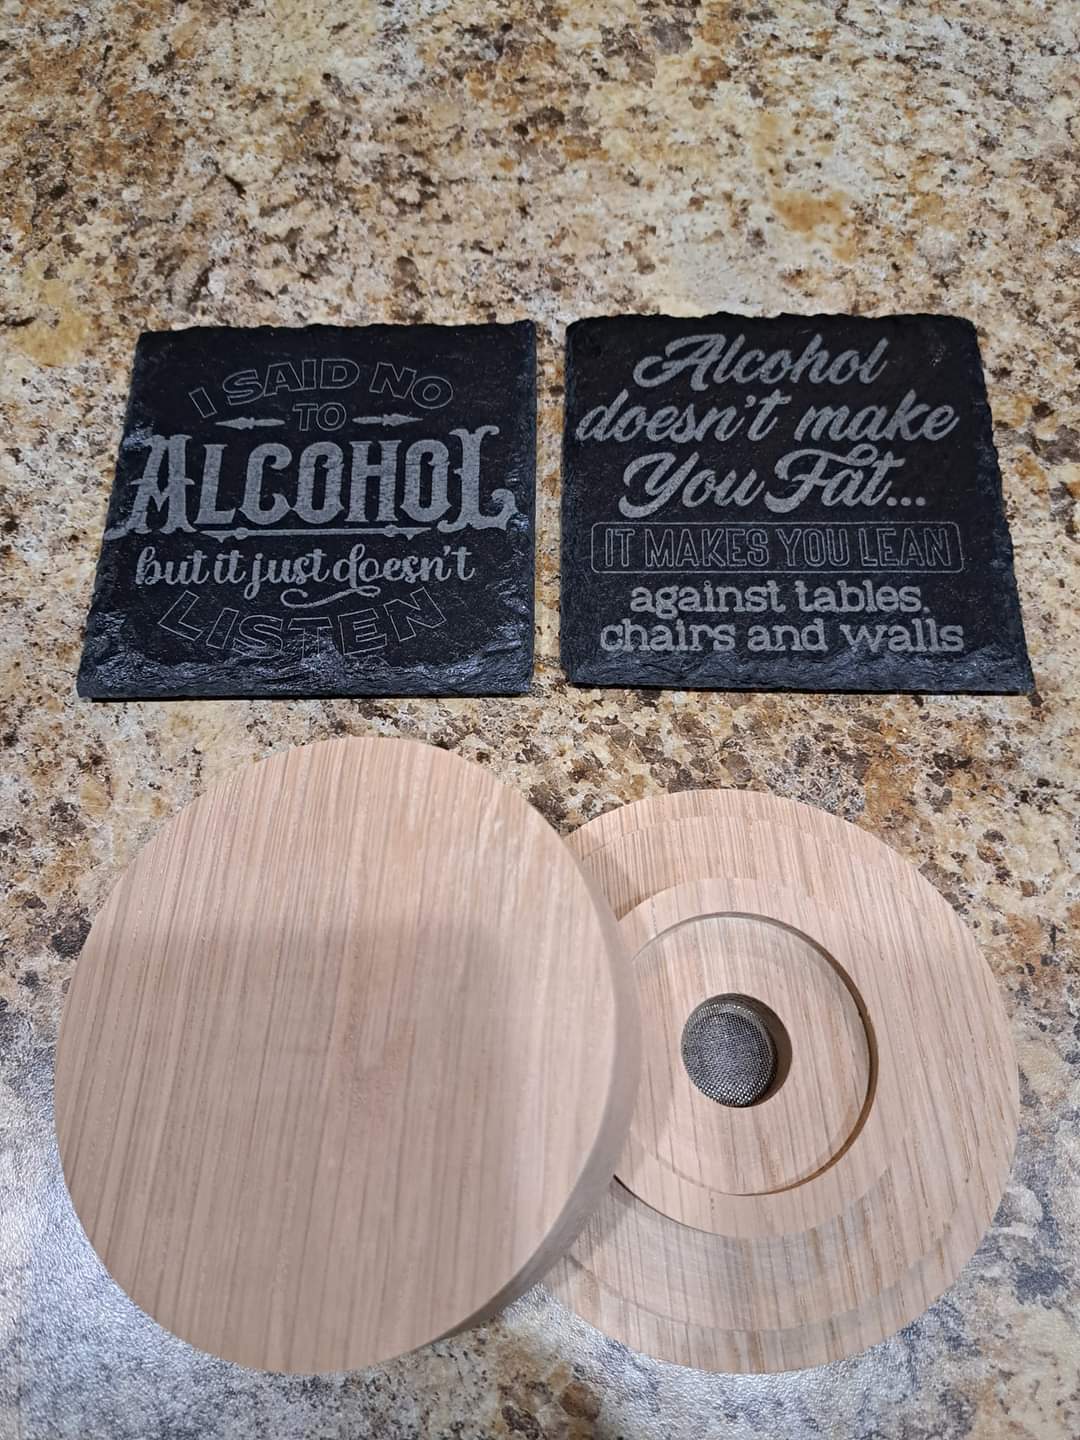 I SAID NO
TO
ALCOHOL
but it just doesn't
LISTEN
Alcohol
doesn't make
You Fat...
IT MAKES YOU LEAN
against tables,
chairs and walls